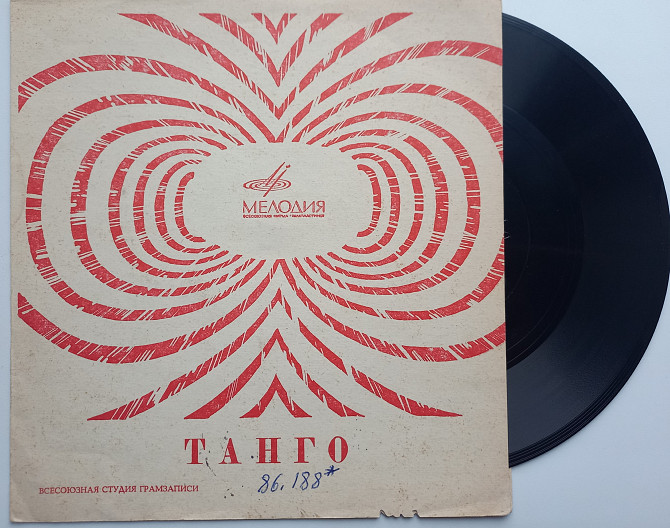 МЕЛОДИЯ
ВСЕСОЮЗНАЯ ФИРМА ГРАМПЛАСТИНОК
ТАНГО
86.188*
ВСЕСОЮЗНАЯ СТУДИЯ ГРАМЗАПИСИ